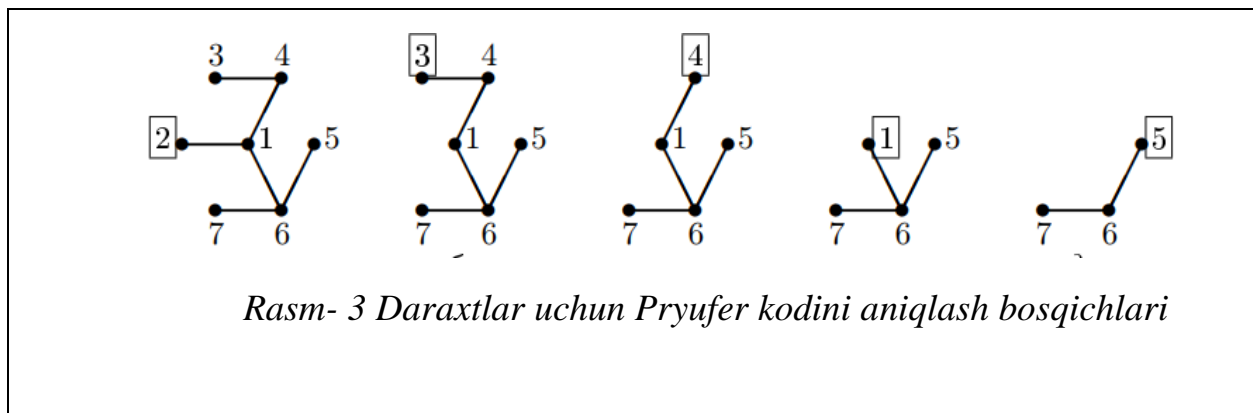 3 4 3 4 4
2 1 5 1 5 1 5 1 5 5
7 6 7 6 7 6 7 6 7 6
Rasm- 3 Daraxtlar uchun Pryufer kodini aniqlash bosqichlari